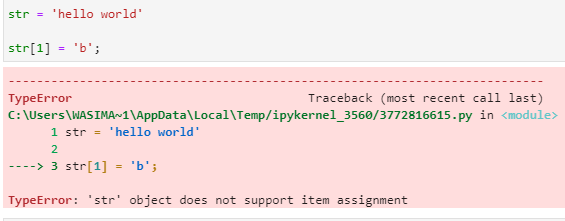 str = 'hello world'
str[1] = 'b';
---------------------------------------------------------------------------
TypeError                                 Traceback (most recent call last)
C:\Users\WASIMA~1\AppData\Local\Temp/ipykernel_3560/3772816615.py in <module>
      1 str = 'hello world'
      2
----> 3 str[1] = 'b';
TypeError: 'str' object does not support item assignment